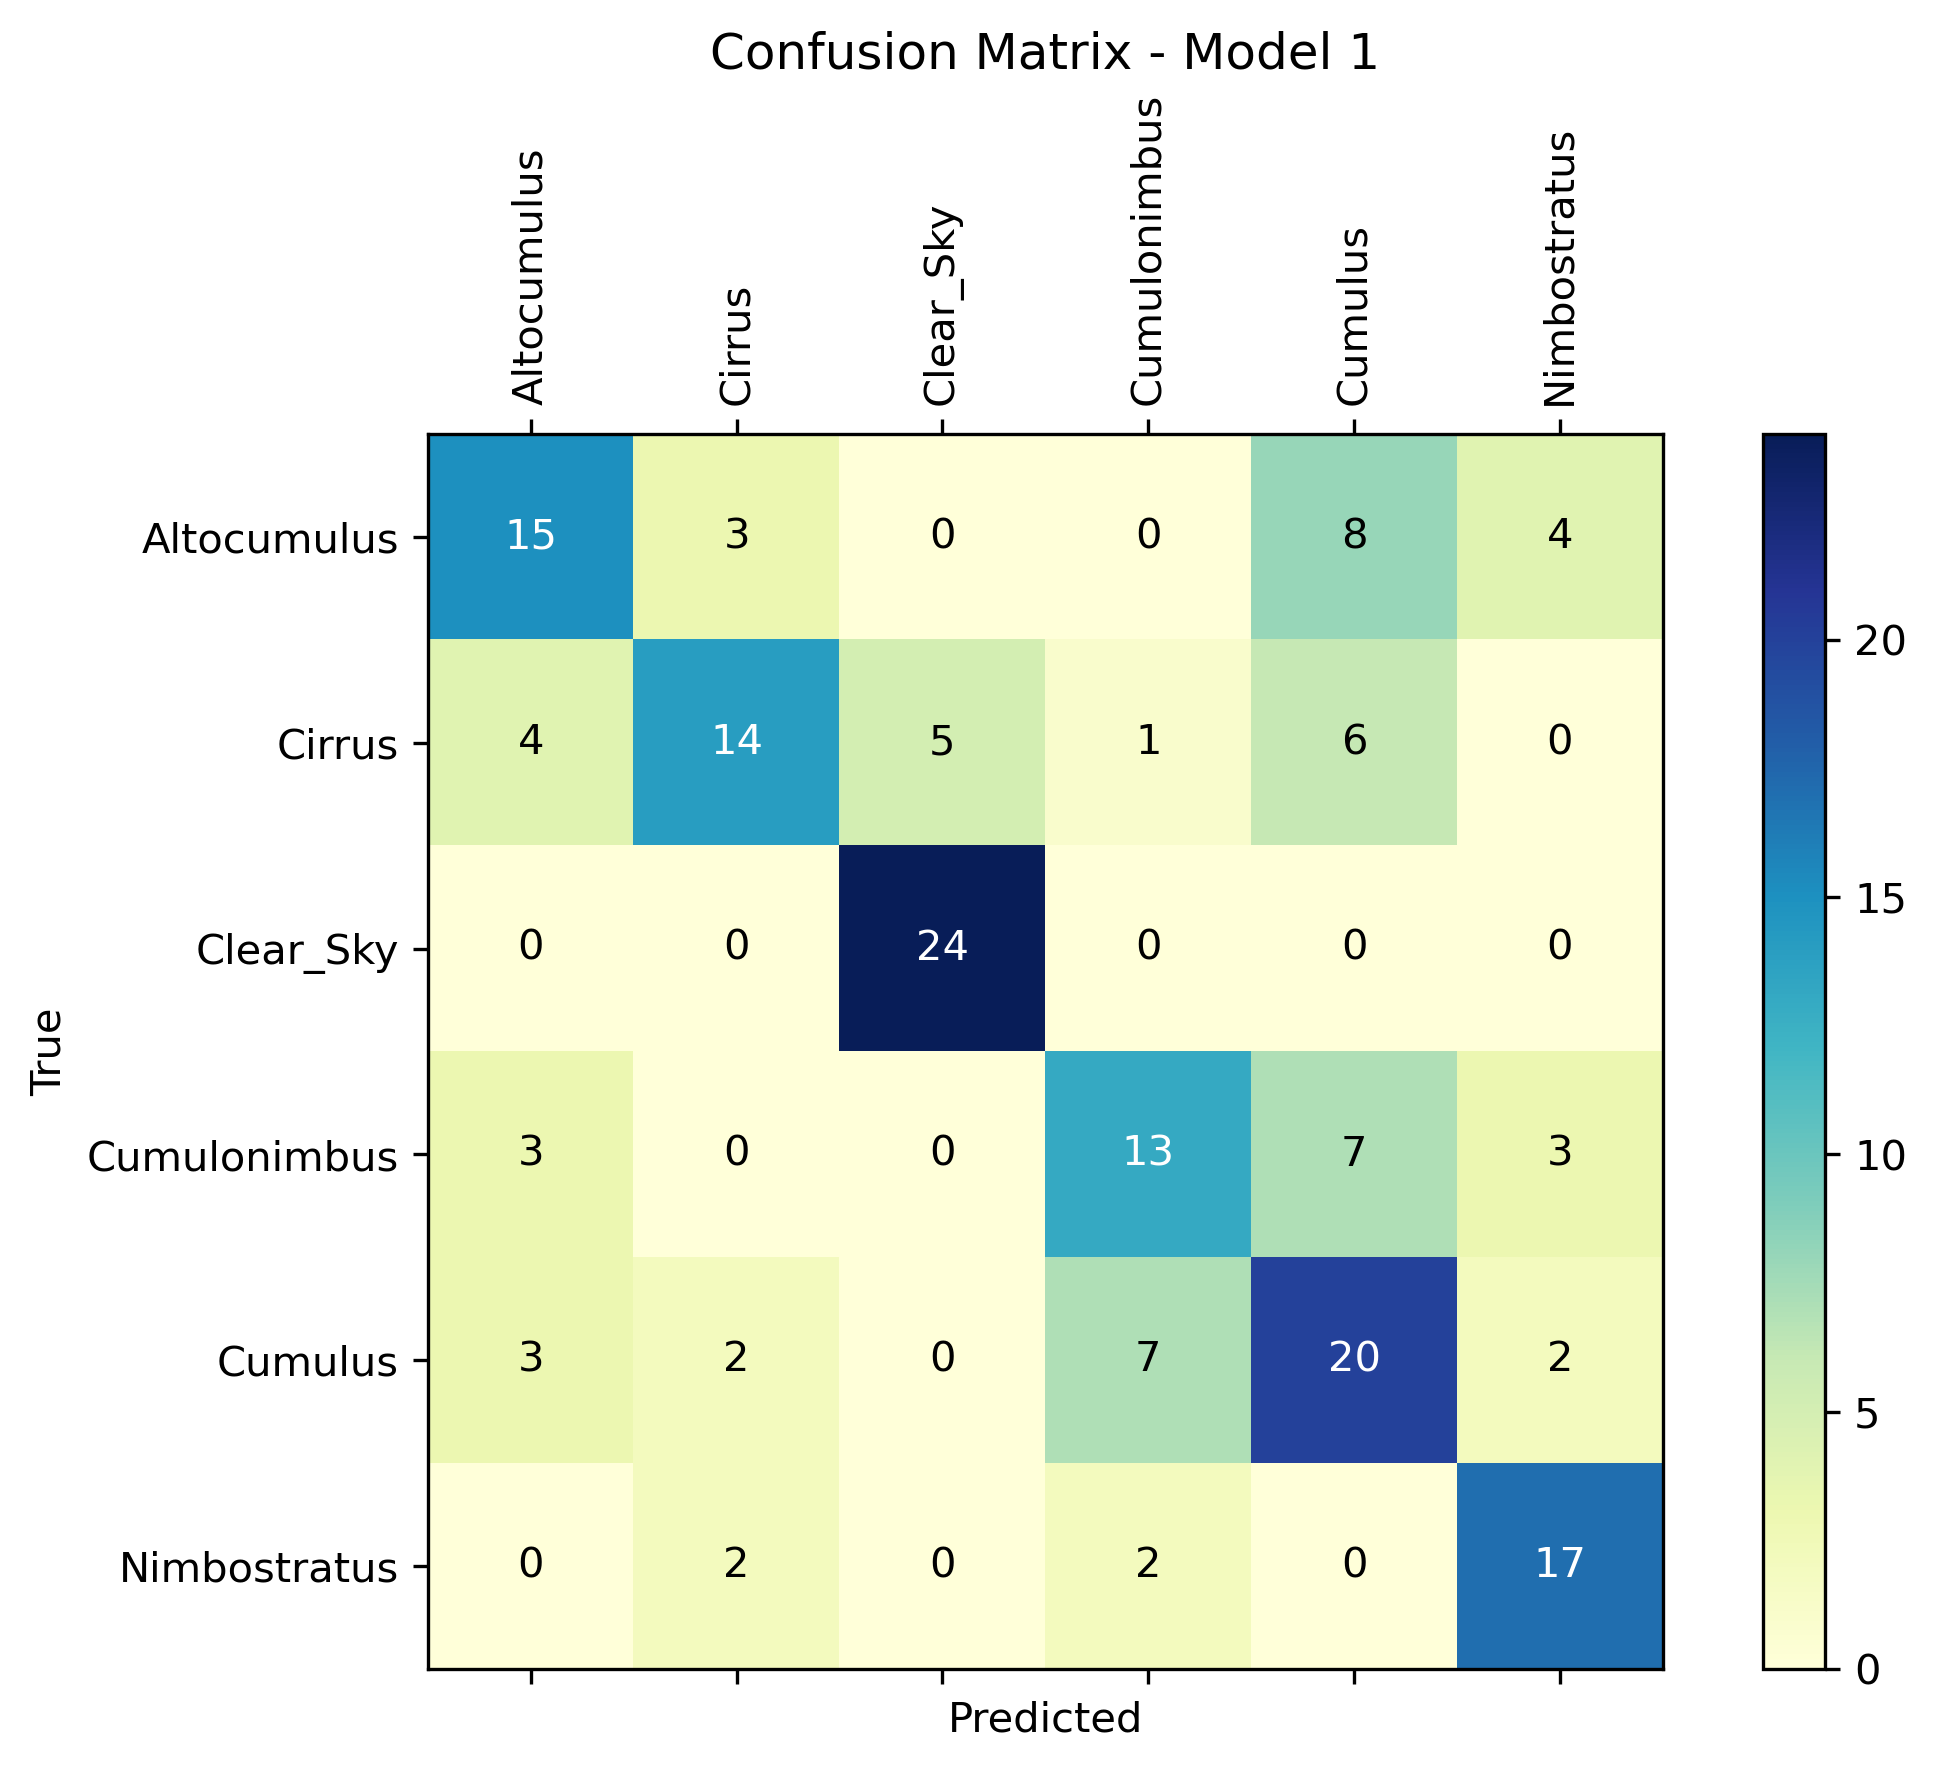 Confusion Matrix - Model 1
Altocumulus
Cirrus
Clear_Sky
Cumulonimbus
Cumulus
Nimbostratus
True
Altocumulus 15 3 0 0 8 4
Cirrus 4 14 5 1 6 0
Clear_Sky 0 0 24 0 0 0
Cumulonimbus 3 0 0 13 7 3
Cumulus 3 2 0 7 20 2
Nimbostratus 0 2 0 2 0 17
Predicted
20
15
10
5
0